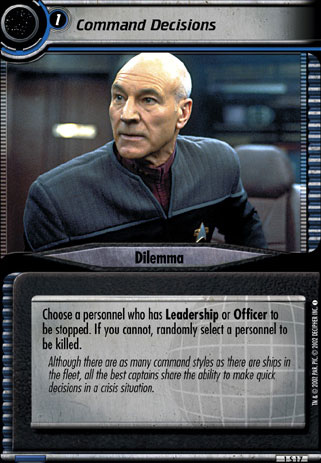 1 Command Decisions
Dilemma
Choose a personnel who has Leadership or Officer to
be stopped. If you cannot, randomly select a personnel to
be killed.
Although there are as many command styles as there are ships in
the fleet, all the best captains share the ability to make quick
decisions in a crisis situation.
TM & © 2002 PAR. PIC. © 2002 DECIPHER INC.
1 S 17